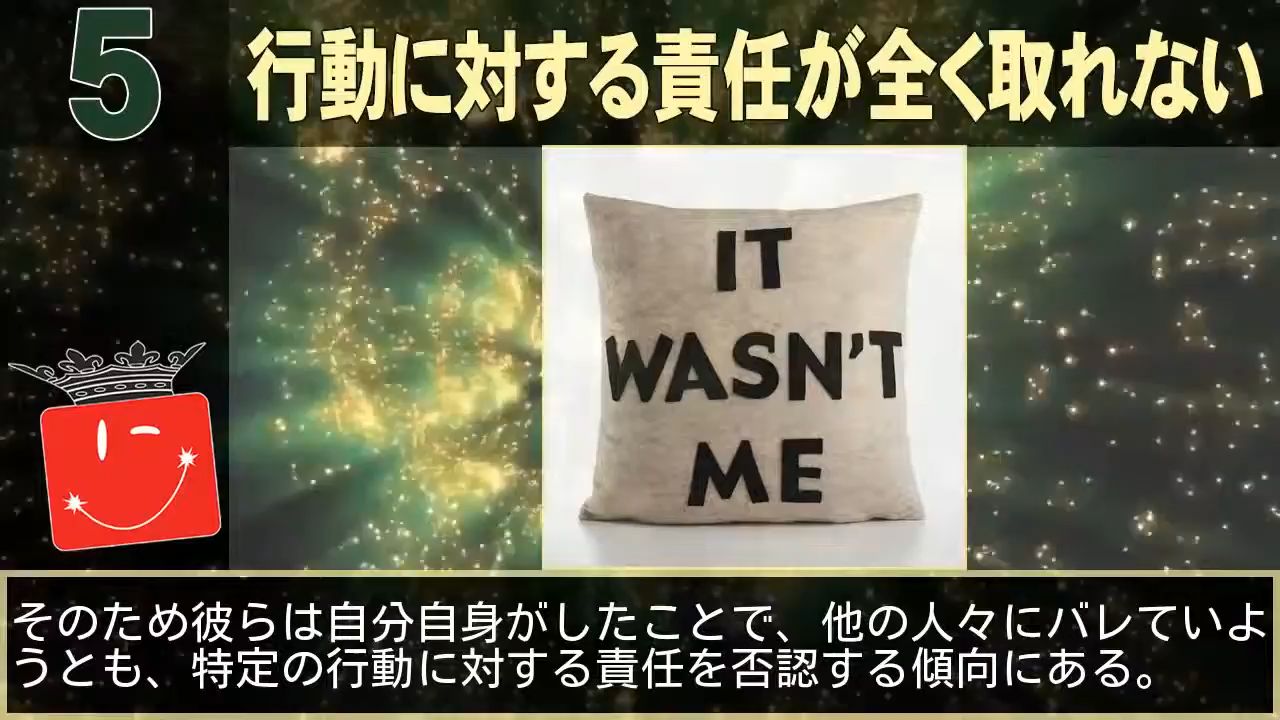 5
行動に対する責任が全く取れない
IT
WASN'T
ME
そのため彼らは自分自身がしたことで、他の人々にバレていよ
うとも、特定の行動に対する責任を否認する傾向にある。